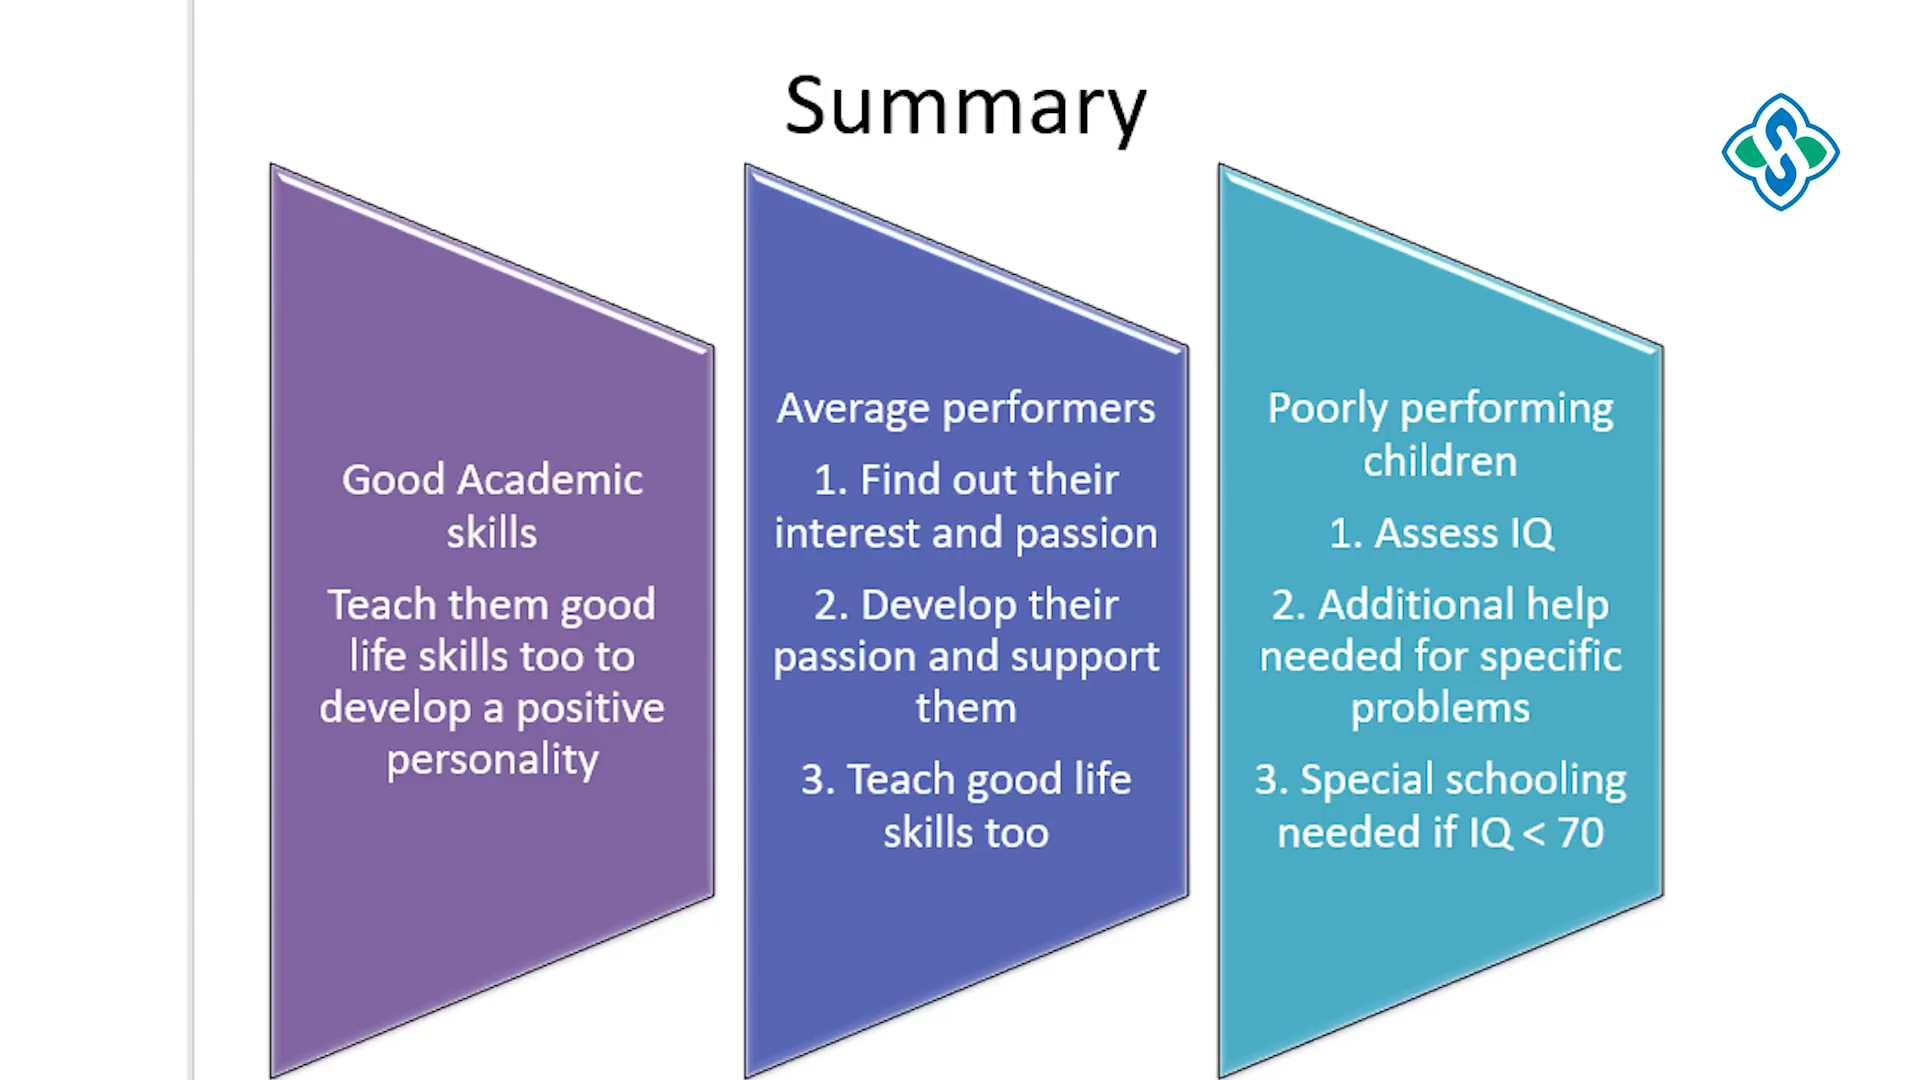 Summary
Good Academic
skills
Teach them good
life skills too to
develop a positive
personality
Average performers
1. Find out their
interest and passion
2. Develop their
passion and support
them
3. Teach good life
skills too
Poorly performing
children
1. Assess IQ
2. Additional help
needed for specific
problems
3. Special schooling
needed if IQ < 70